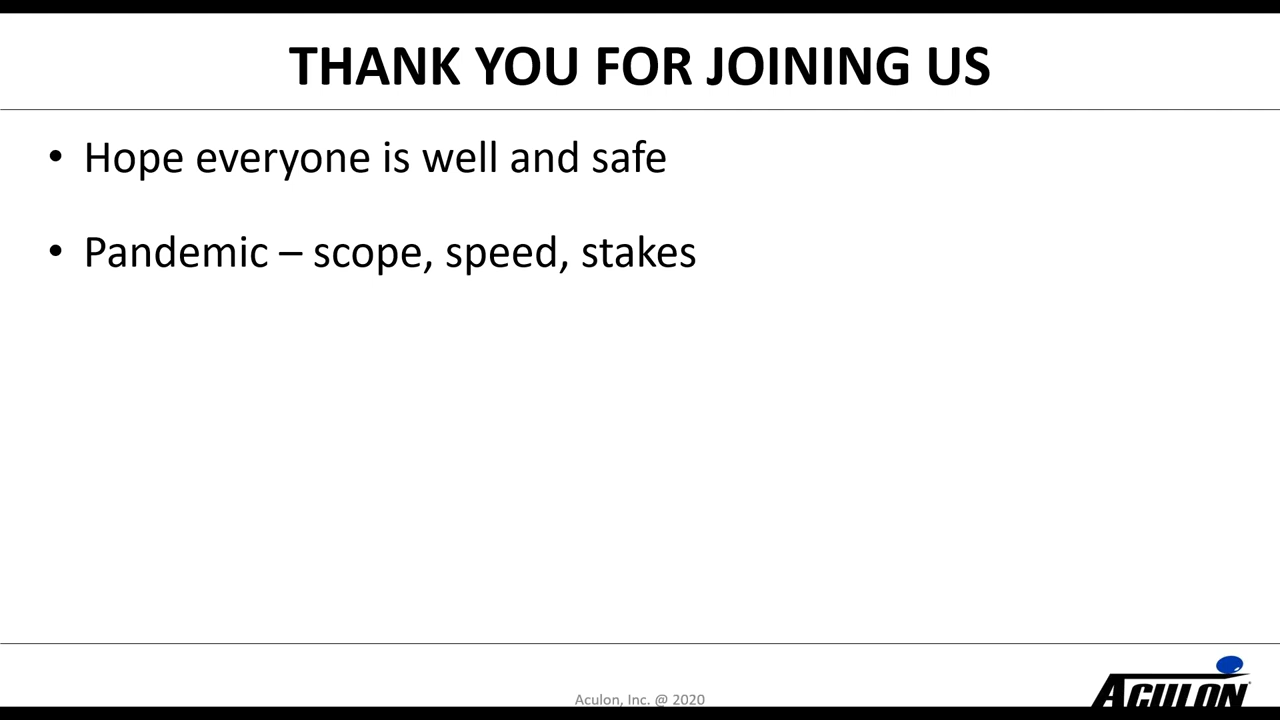 THANK YOU FOR JOINING US
• Hope everyone is well and safe
• Pandemic – scope, speed, stakes
Aculon, Inc. @ 2020
ACULON